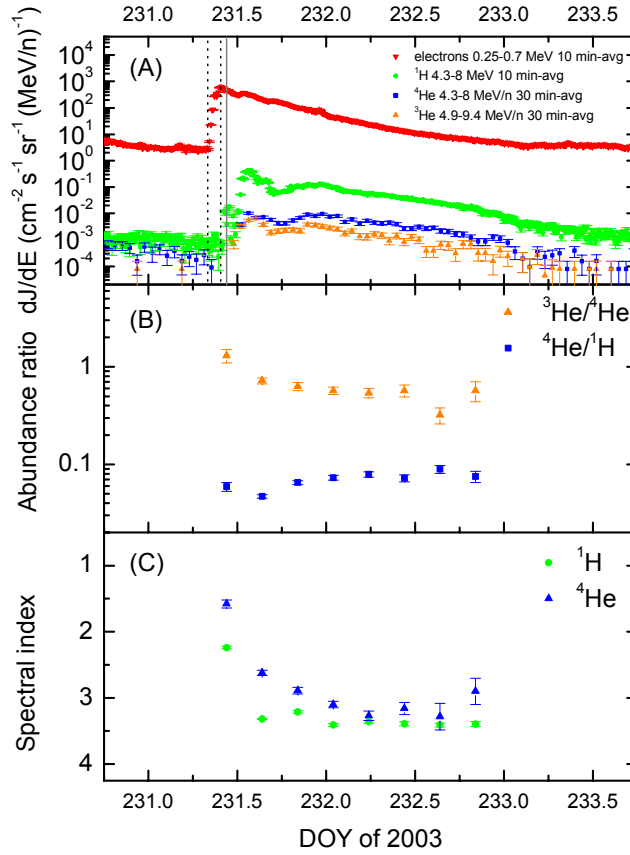 231.0 231.5 232.0 232.5 233.0 233.5
(A)
electrons 0.25-0.7 MeV 10 min-avg
¹H 4.3-8 MeV 10 min-avg
⁴He 4.3-8 MeV/n 30 min-avg
³He 4.9-9.4 MeV/n 30 min-avg
10⁴
10³
10²
10¹
10⁰
10⁻¹
10⁻²
10⁻³
10⁻⁴
dJ/dE (cm⁻² s⁻¹ sr⁻¹ (MeV/n)⁻¹)
(B)
³He/⁴He
⁴He/¹H
1
0.1
Abundance ratio
(C)
¹H
⁴He
1
2
3
4
Spectral index
231.0 231.5 232.0 232.5 233.0 233.5
DOY of 2003